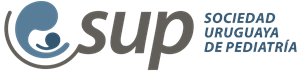 sup
SOCIEDAD
URUGUAYA
DE PEDIATRÍA